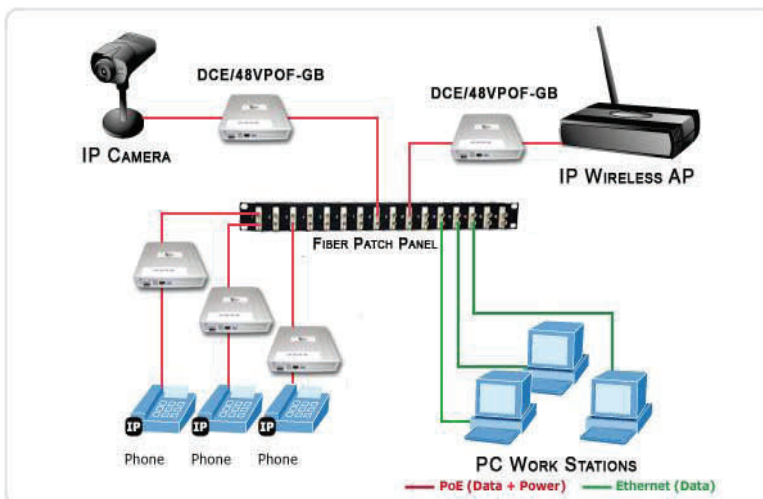 DCE/48VPOF-GB
DCE/48VPOF-GB
IP CAMERA
IP WIRELESS AP
FIBER PATCH PANEL
IP
IP
IP
Phone
Phone
Phone
PC WORK STATIONS
PoE (Data + Power)
Ethernet (Data)